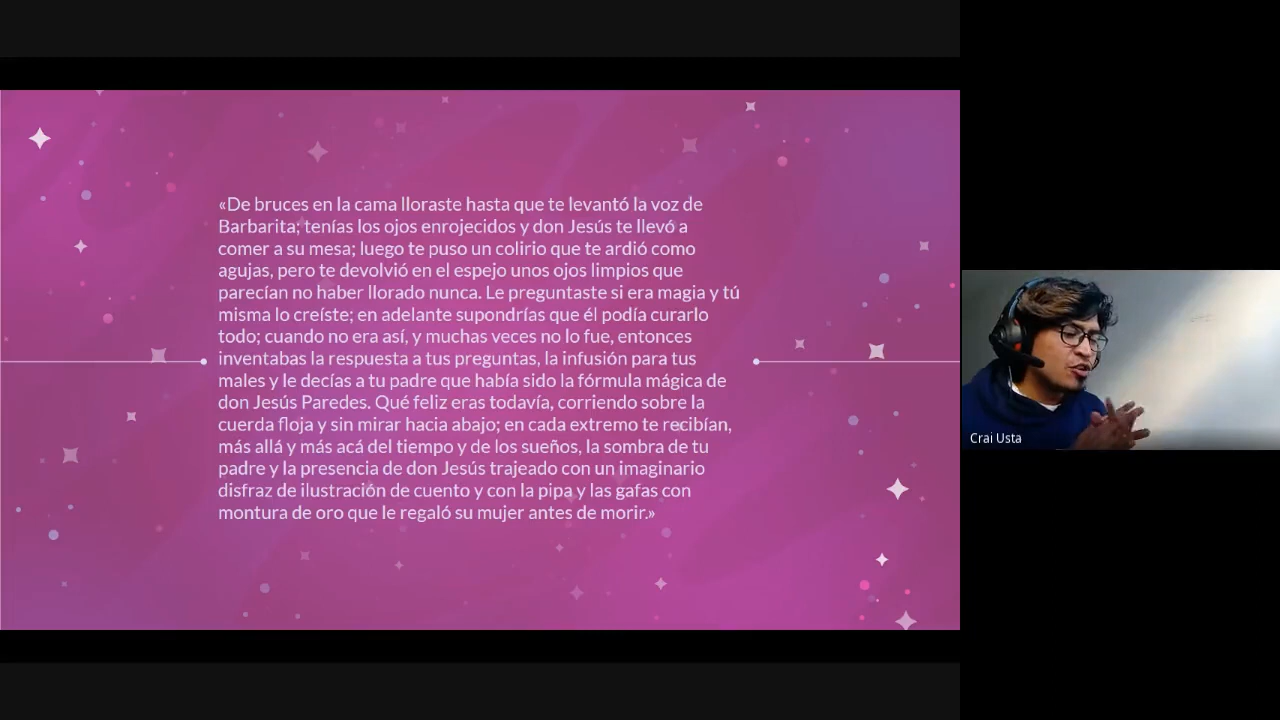 «De bruces en la cama lloraste hasta que te levantó la voz de
Barbarita; tenías los ojos enrojecidos y don Jesús te llevó a
comer a su mesa; luego te puso un colirio que te ardió como
agujas, pero te devolvió en el espejo unos ojos limpios que
parecían no haber llorado nunca. Le preguntaste si era magia y tú
misma lo creíste; en adelante supondrías que él podía curarlo
todo; cuando no era así, y muchas veces no lo fue, entonces
inventabas la respuesta a tus preguntas, la infusión para tus
males y le decías a tu padre que había sido la fórmula mágica de
don Jesús Paredes. Qué feliz eras todavía, corriendo sobre la
cuerda floja y sin mirar hacia abajo; en cada extremo te recibían,
más allá y más acá del tiempo y de los sueños, la sombra de tu
padre y la presencia de don Jesús trajeado con un imaginario
disfraz de ilustración de cuento y con la pipa y las gafas con
montura de oro que le regaló su mujer antes de morir.»
Crai Usta